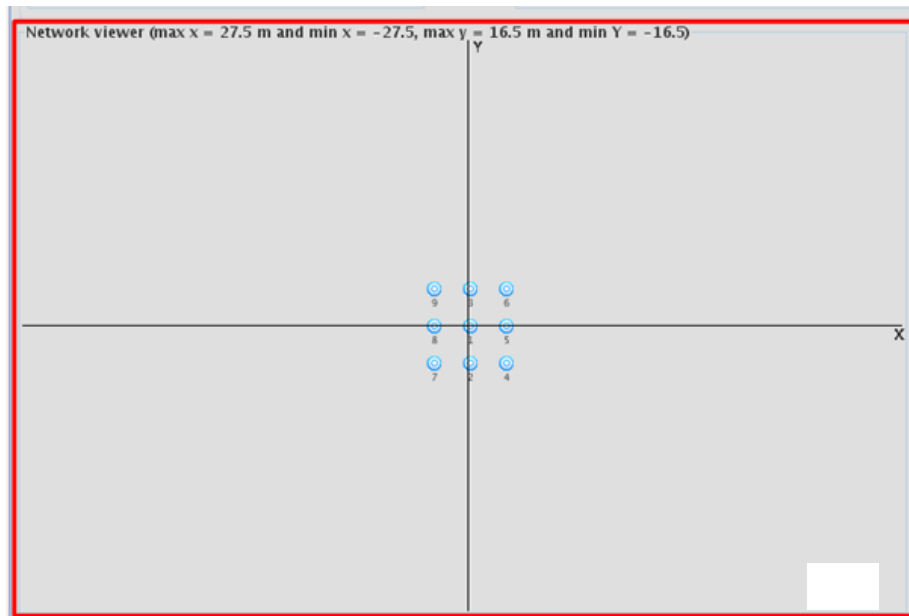 Network viewer (max x = 27.5 m and min x = -27.5, max y = 16.5 m and min Y = -16.5)
Y
9 3 6
X
8 1 5
7 2 4